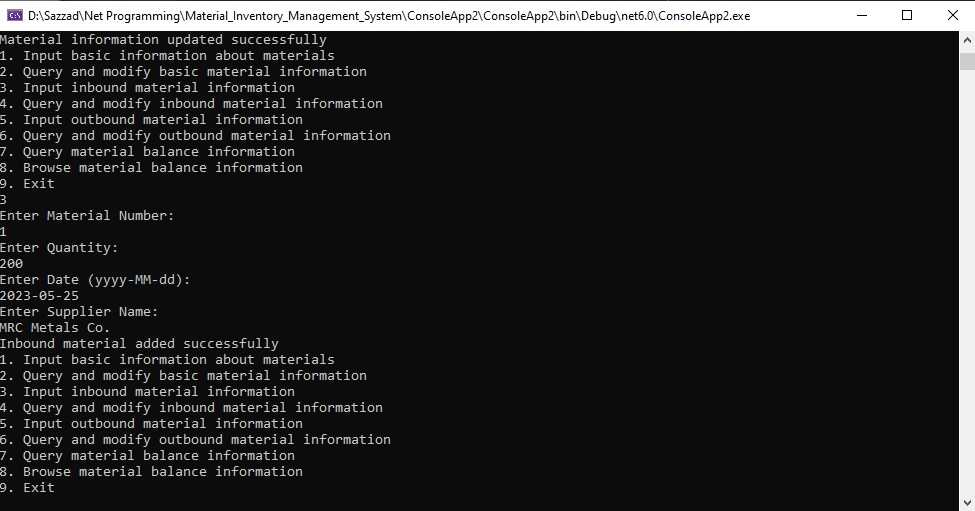 D:\Sazzad\Net Programming\Material_Inventory_Management_System\ConsoleApp2\ConsoleApp2\bin\Debug\net6.0\ConsoleApp2.exe
Material information updated successfully
1. Input basic information about materials
2. Query and modify basic material information
3. Input inbound material information
4. Query and modify inbound material information
5. Input outbound material information
6. Query and modify outbound material information
7. Query material balance information
8. Browse material balance information
9. Exit
3
Enter Material Number:
1
Enter Quantity:
200
Enter Date (yyyy-MM-dd):
2023-05-25
Enter Supplier Name:
MRC Metals Co.
Inbound material added successfully
1. Input basic information about materials
2. Query and modify basic material information
3. Input inbound material information
4. Query and modify inbound material information
5. Input outbound material information
6. Query and modify outbound material information
7. Query material balance information
8. Browse material balance information
9. Exit